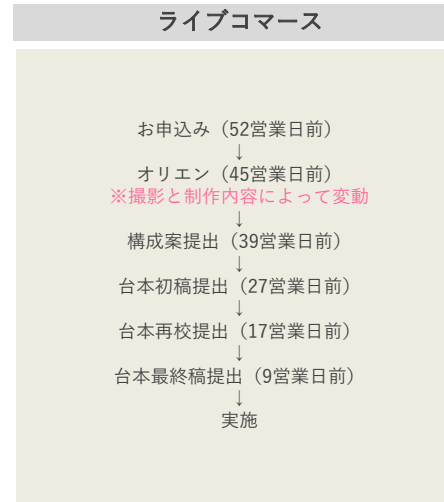 ライブコマース
お申込み（52営業日前）
↓
オリエン（45営業日前）
※撮影と制作内容によって変動
↓
構成案提出（39営業日前）
↓
台本初稿提出（27営業日前）
↓
台本再校提出（17営業日前）
↓
台本最終稿提出（9営業日前）
↓
実施